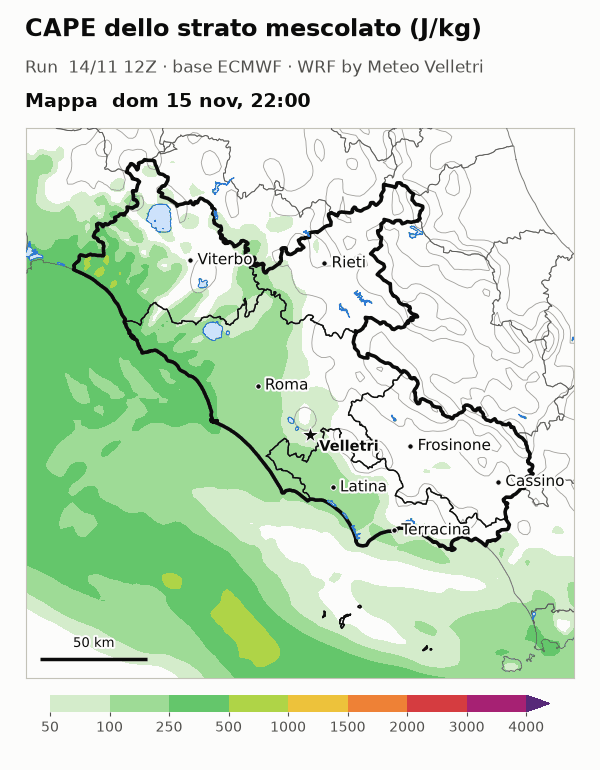 CAPE dello strato mescolato (J/kg)
Run 14/11 12Z · base ECMWF · WRF by Meteo Velletri
Mappa dom 15 nov, 22:00
Viterbo
Rieti
Roma
Velletri
Frosinone
Cassino
Latina
Terracina
50 km
50 100 250 500 1000 1500 2000 3000 4000